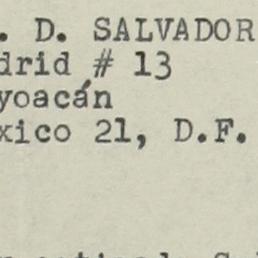 . D. SALVADOR
drid # 13
yoacán
xico 21, D.F.